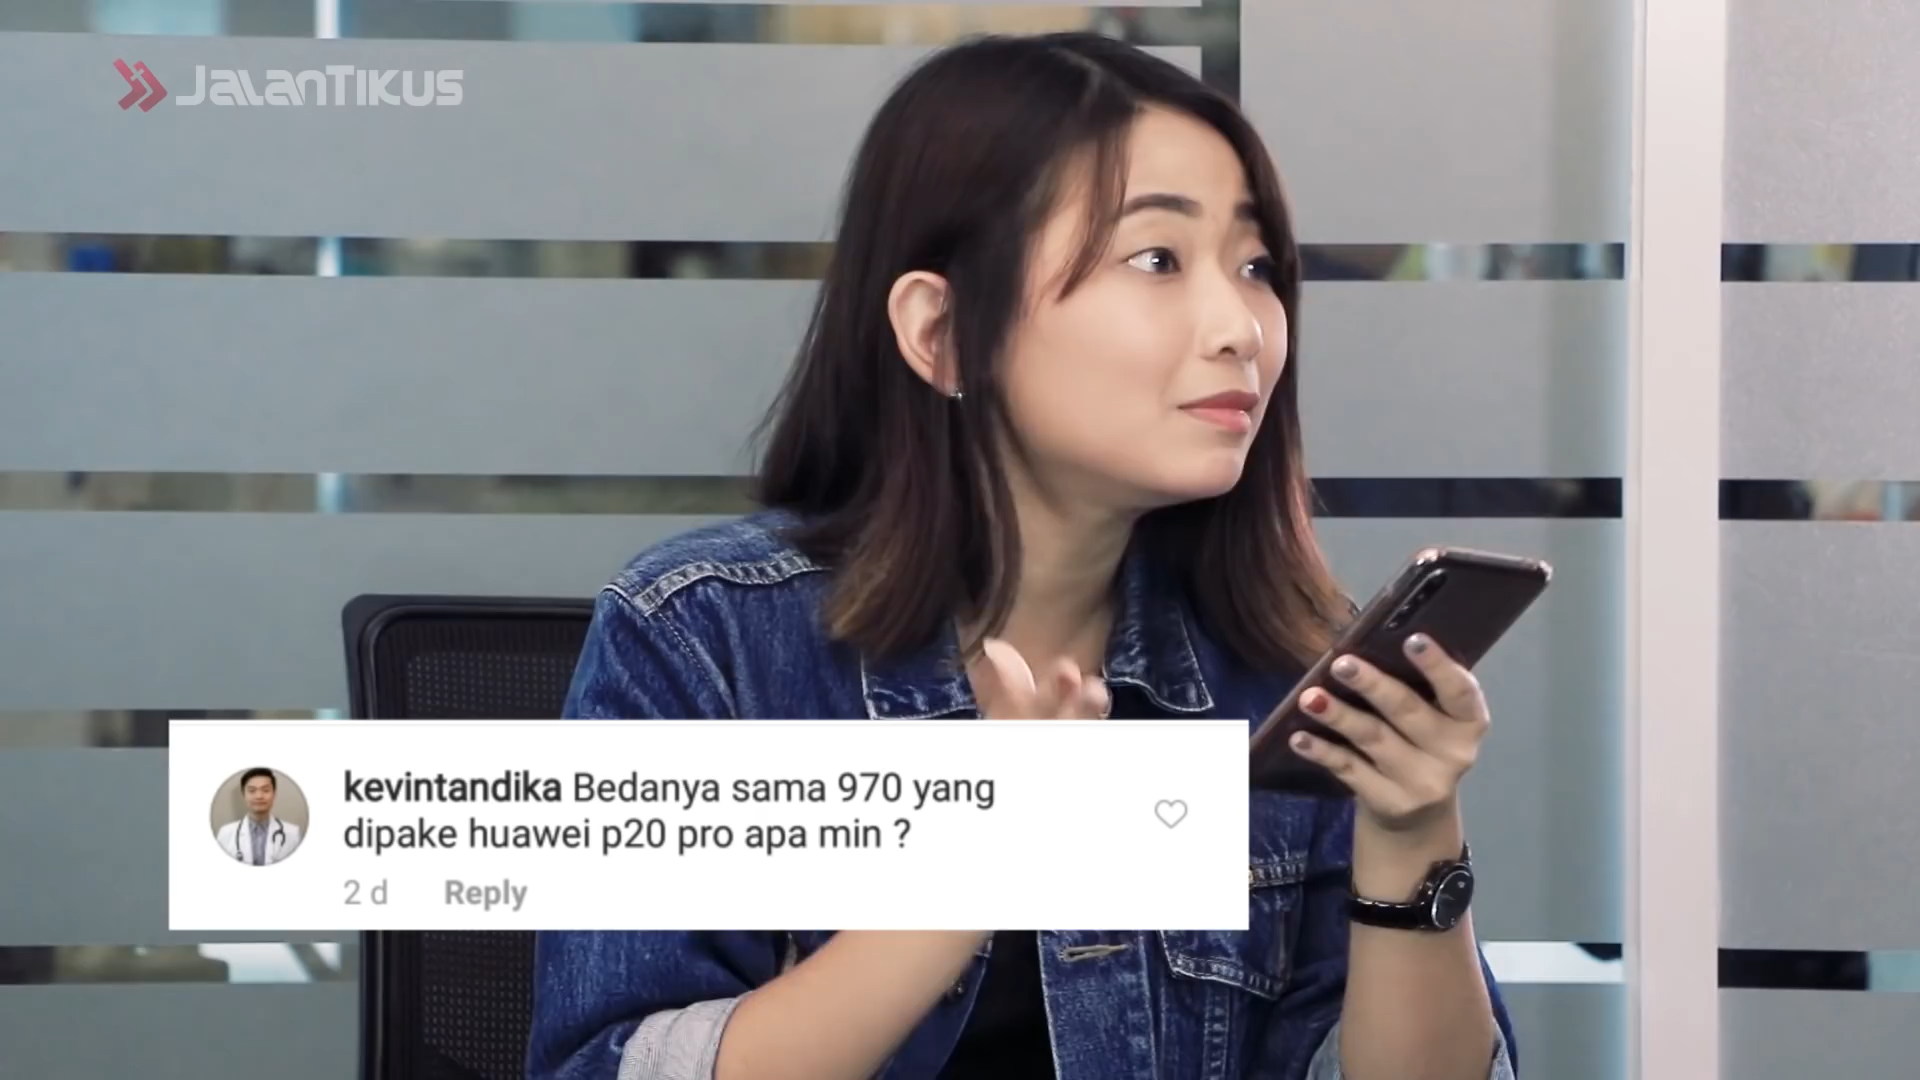 JALANTIKUS
kevintandika Bedanya sama 970 yang
dipake huawei p20 pro apa min ?
2 d Reply